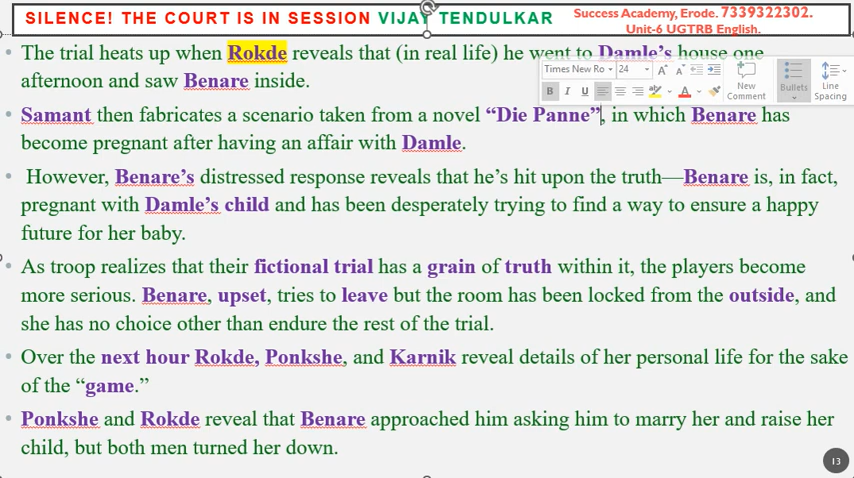 SILENCE! THE COURT IS IN SESSION VIJAY TENDULKAR
Success Academy, Erode. 7339322302.
Unit-6 UGTRB English.
• The trial heats up when Rokde reveals that (in real life) he went to Damle's house one
afternoon and saw Benare inside.
Times New Ro 24
B I U
New
Comment
Bullets
Line
Spacing
• Samant then fabricates a scenario taken from a novel “Die Panne”, in which Benare has
become pregnant after having an affair with Damle.
• However, Benare’s distressed response reveals that he’s hit upon the truth—Benare is, in fact,
pregnant with Damle’s child and has been desperately trying to find a way to ensure a happy
future for her baby.
• As troop realizes that their fictional trial has a grain of truth within it, the players become
more serious. Benare, upset, tries to leave but the room has been locked from the outside, and
she has no choice other than endure the rest of the trial.
• Over the next hour Rokde, Ponkshe, and Karnik reveal details of her personal life for the sake
of the “game.”
• Ponkshe and Rokde reveal that Benare approached him asking him to marry her and raise her
child, but both men turned her down.
13